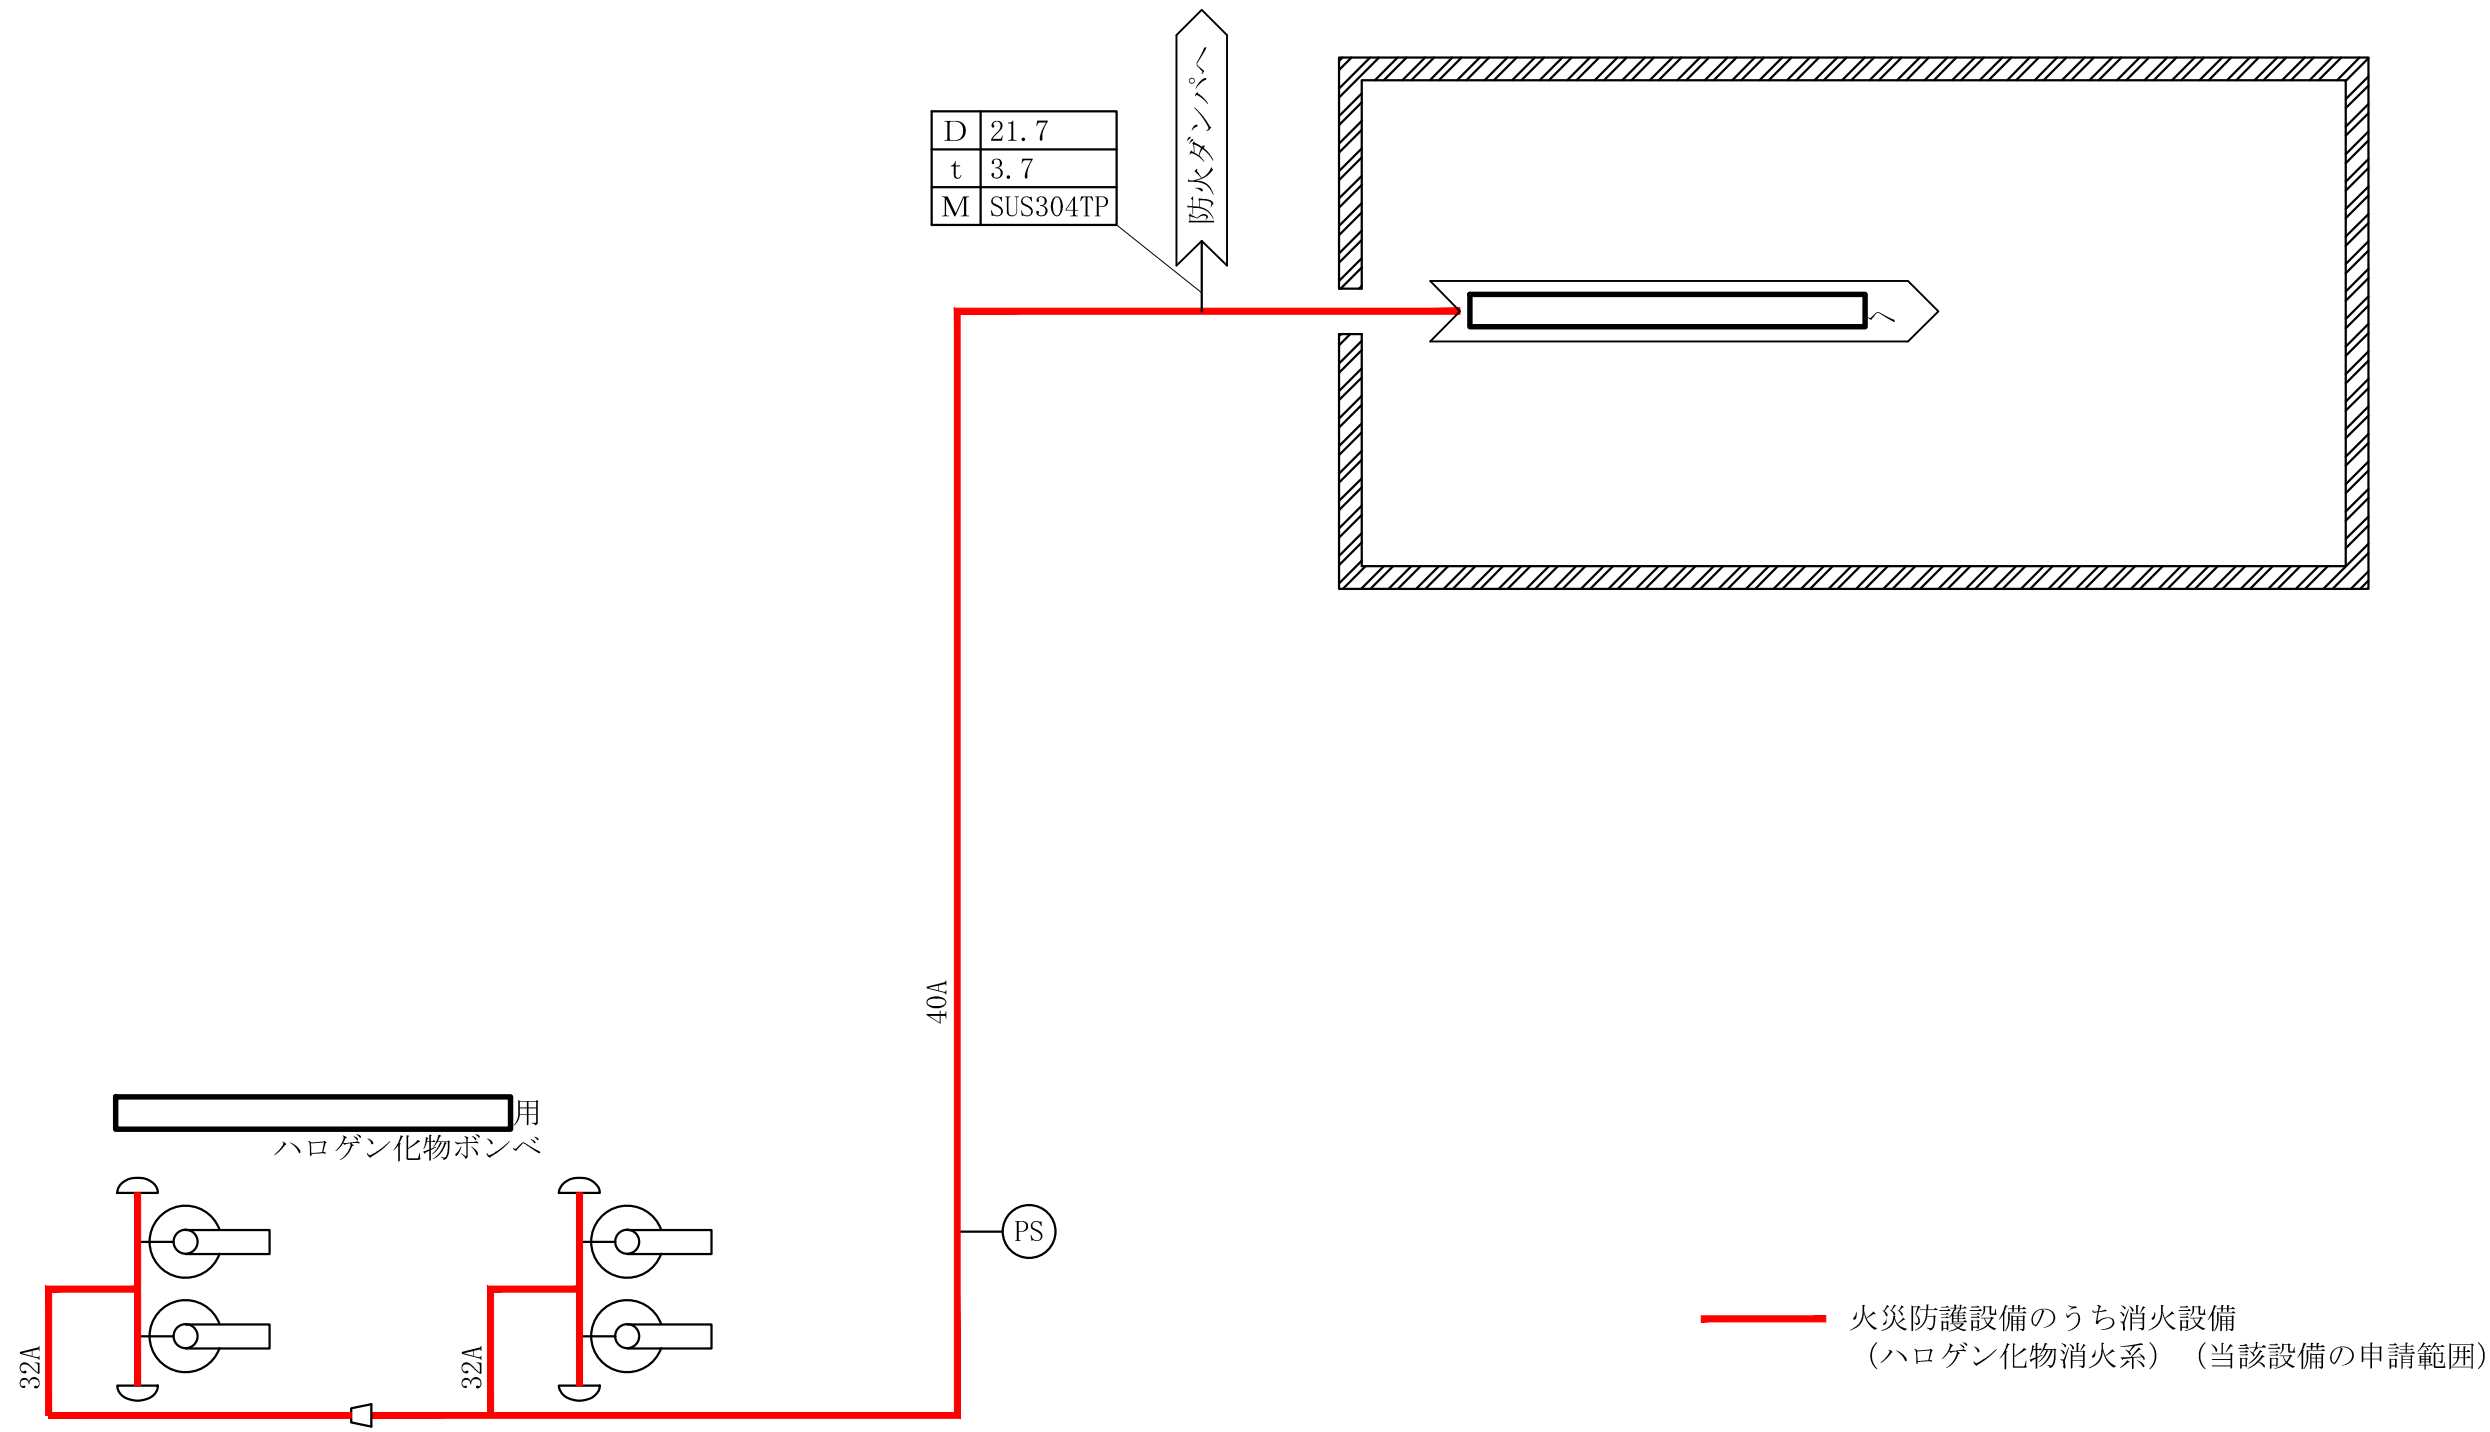 防火ダンパへ
D 21.7
t 3.7
M SUS304TP
へ
40A
用
ハロゲン化物ボンベ
PS
32A
32A
火災防護設備のうち消火設備
（ハロゲン化物消火系）（当該設備の申請範囲）